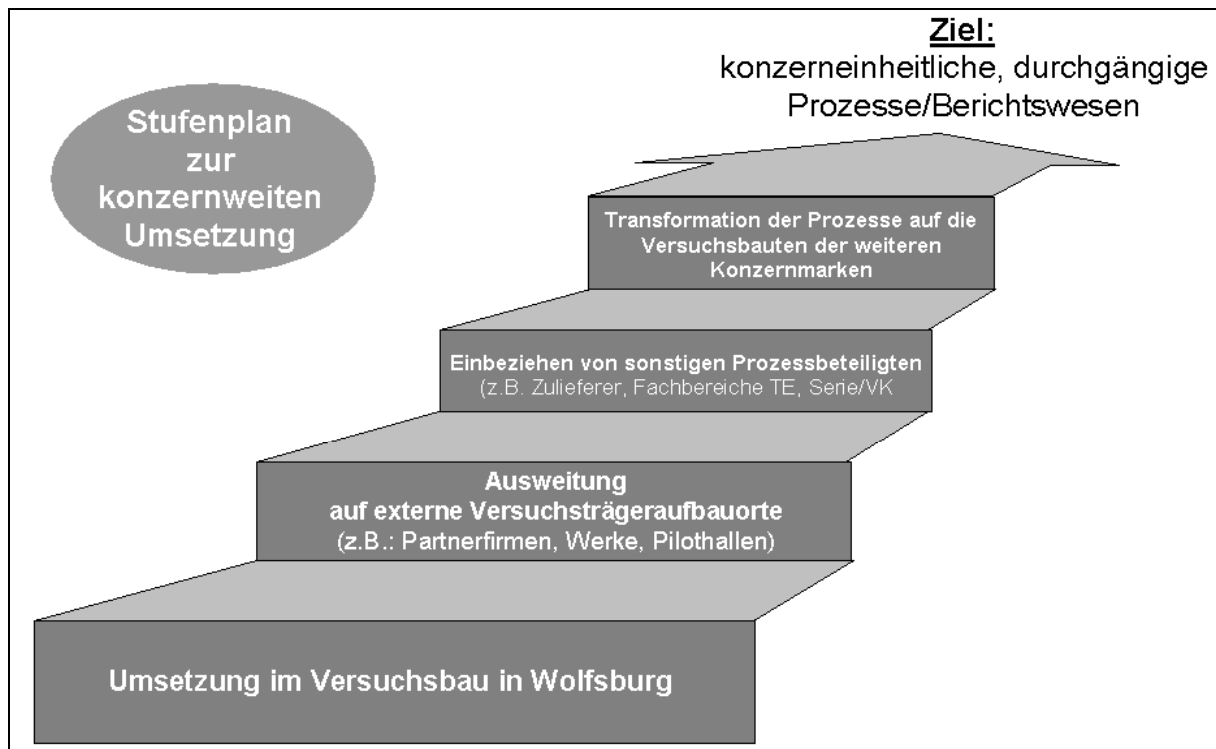 Ziel:
konzerneinheitliche, durchgängige
Prozesse/Berichtswesen
Stufenplan
zur
konzernweiten
Umsetzung
Transformation der Prozesse auf die
Versuchsbauten der weiteren
Konzernmarken
Einbeziehen von sonstigen Prozessbeteiligten
(z.B. Zulieferer, Fachbereiche TE, Serie/VK
Ausweitung
auf externe Versuchsträgeraufbauorte
(z.B.: Partnerfirmen, Werke, Pilothallen)
Umsetzung im Versuchsbau in Wolfsburg